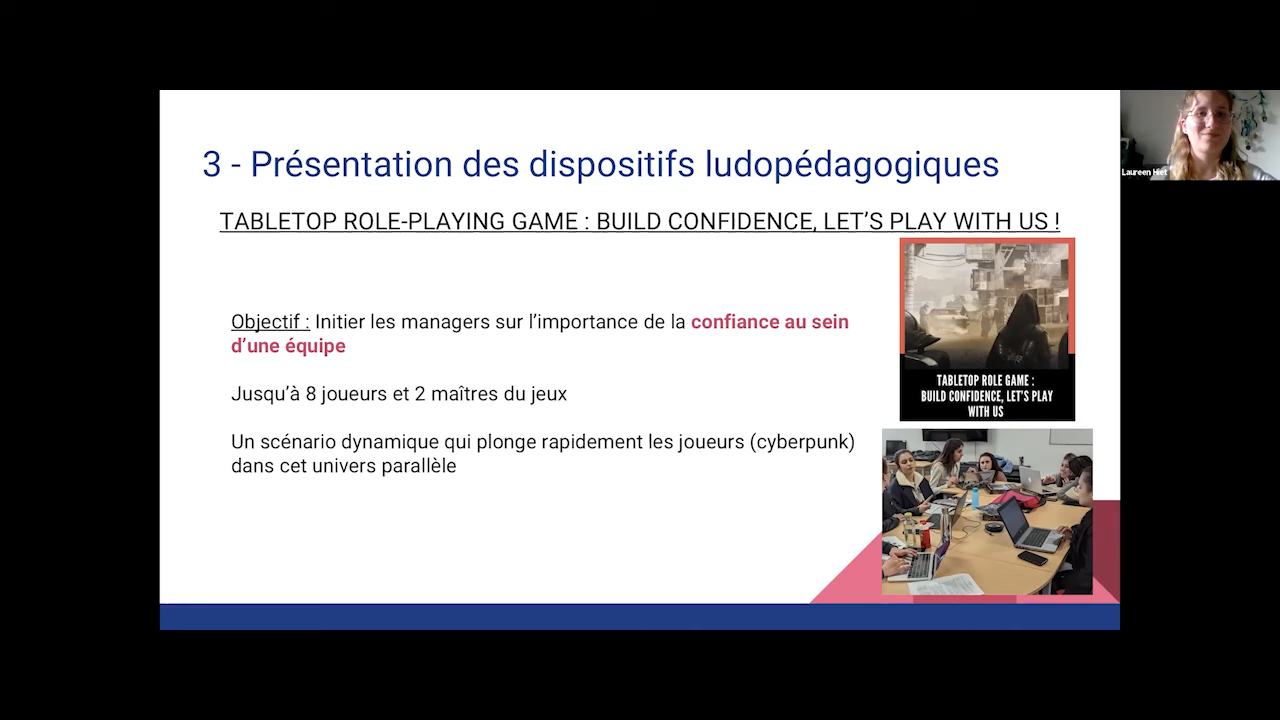 3 - Présentation des dispositifs ludopédagogiques
TABLETOP ROLE-PLAYING GAME : BUILD CONFIDENCE, LET'S PLAY WITH US !
Objectif : Initier les managers sur l'importance de la confiance au sein
d'une équipe
Jusqu'à 8 joueurs et 2 maîtres du jeux
Un scénario dynamique qui plonge rapidement les joueurs (cyberpunk)
dans cet univers parallèle
TABLETOP ROLE GAME :
BUILD CONFIDENCE, LET'S PLAY
WITH US
Laureen Hiet